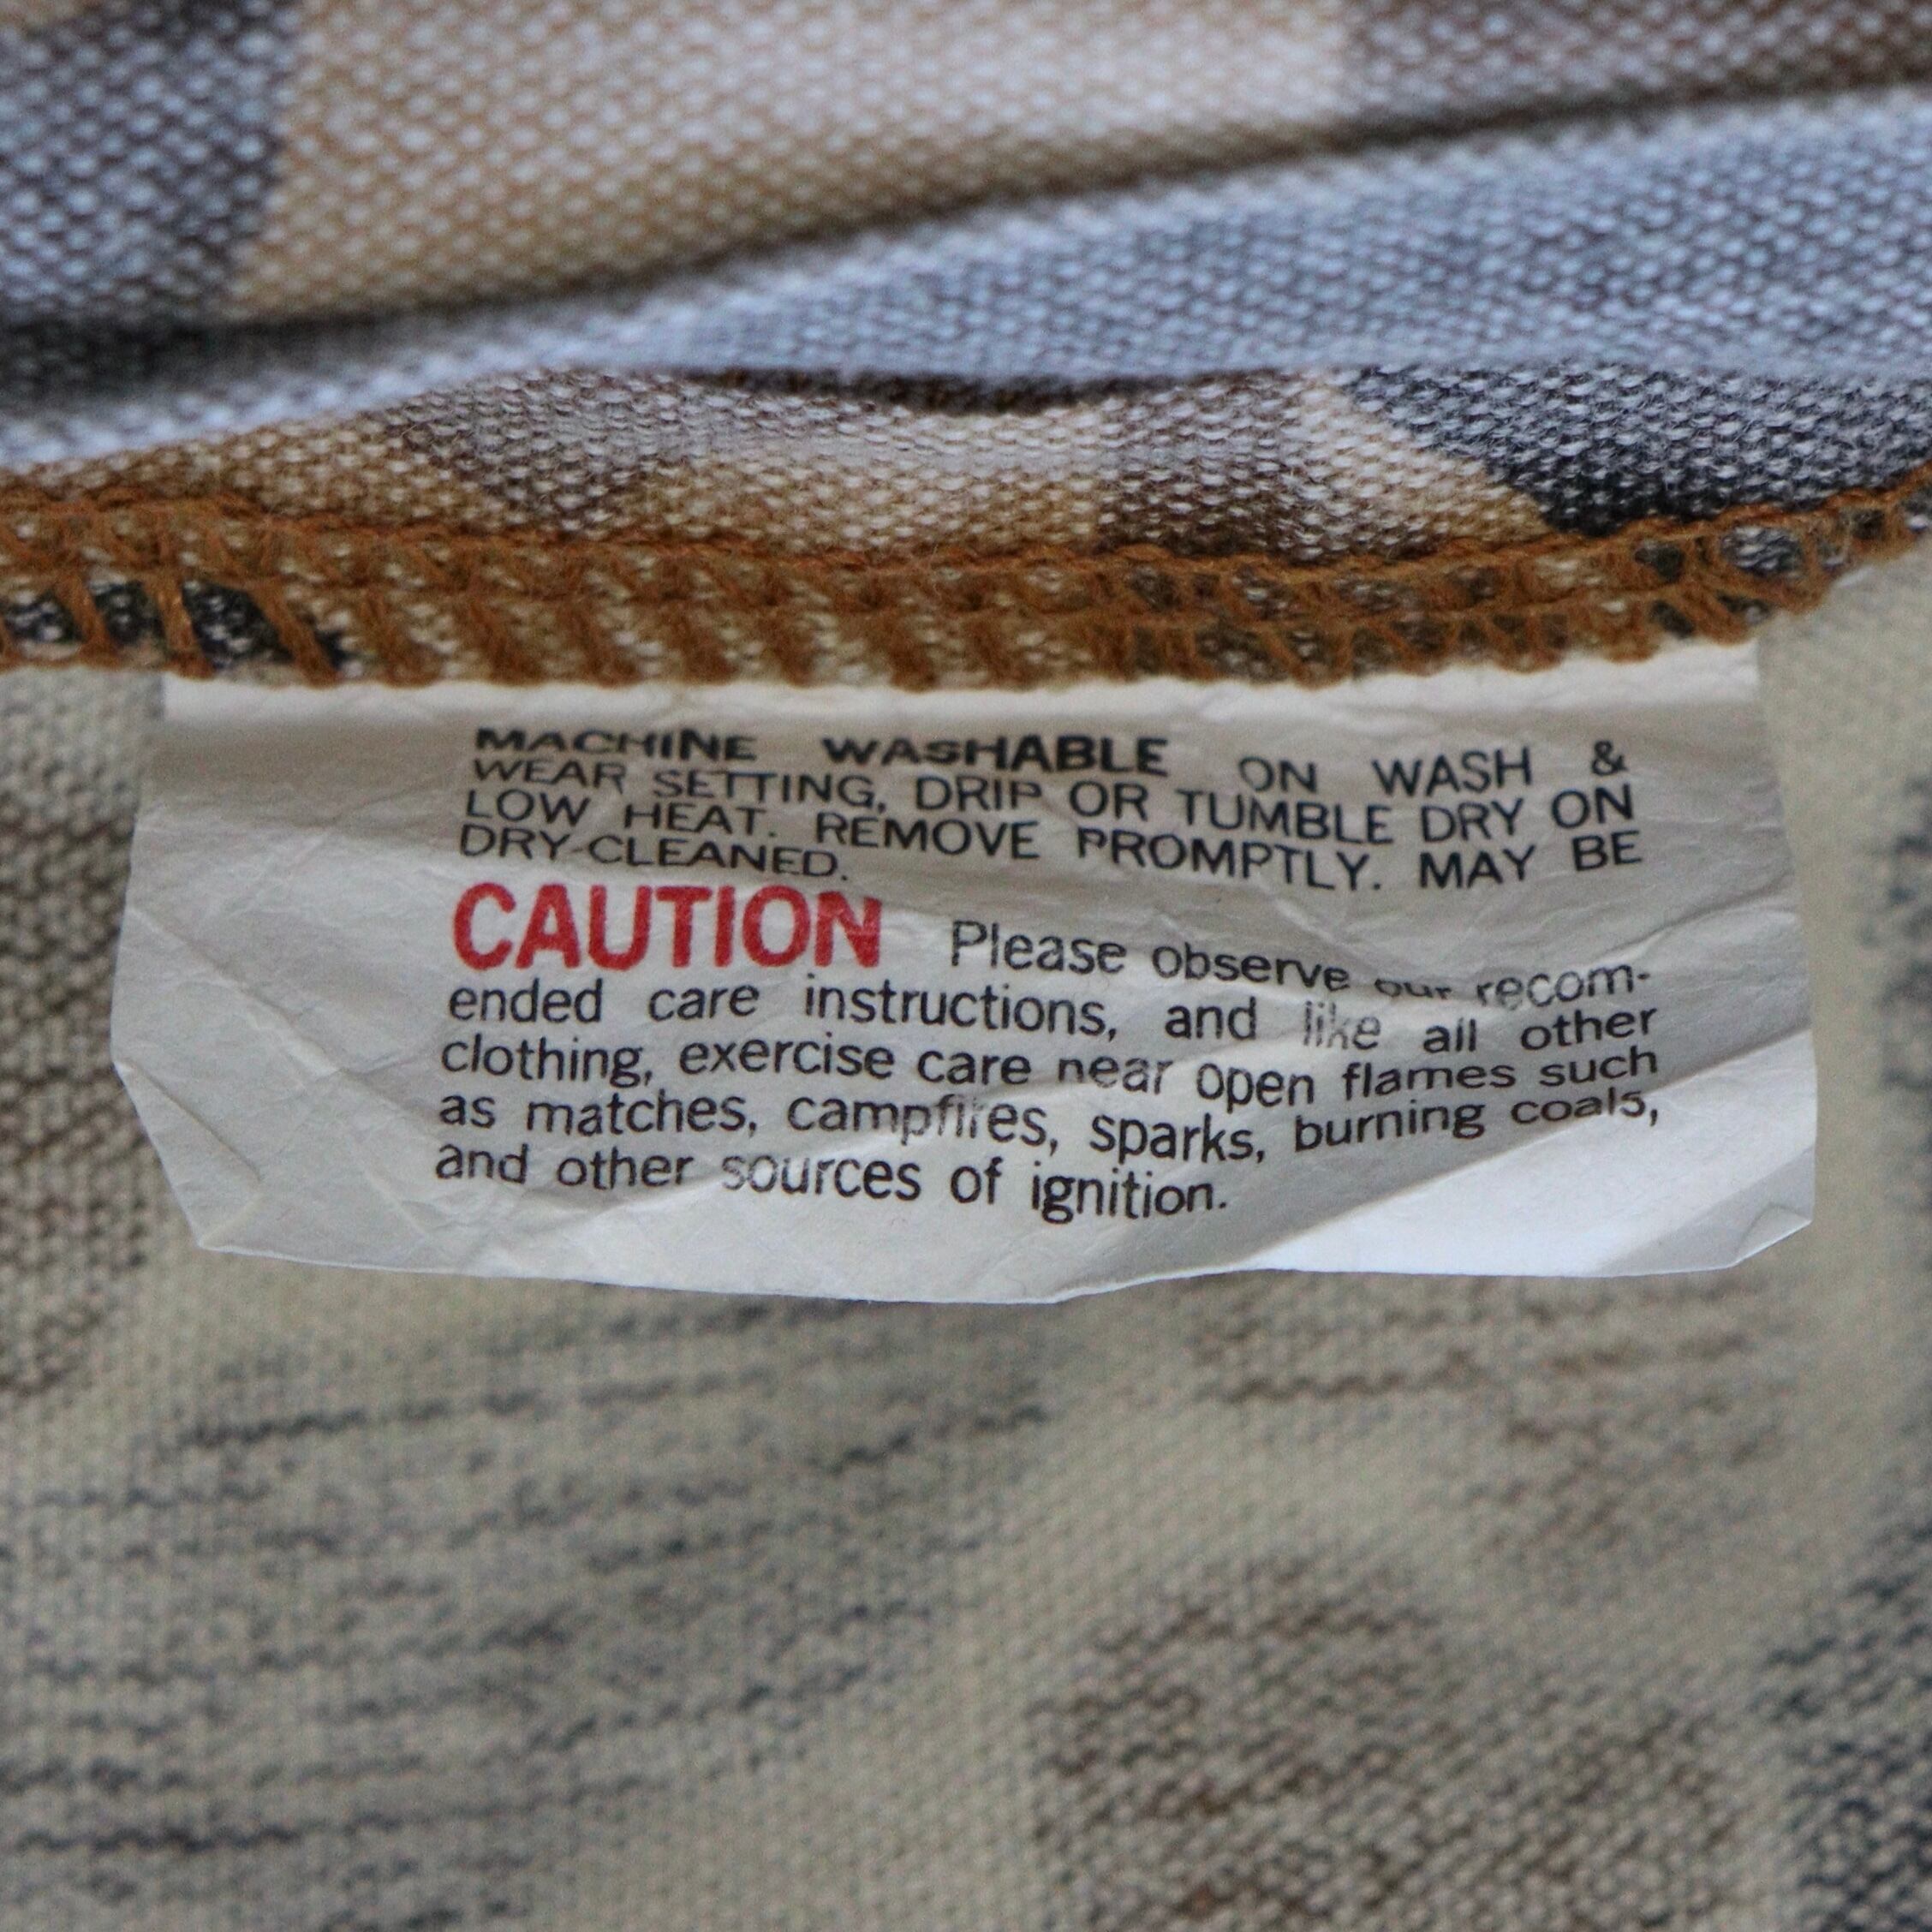 MACHINE WASHABLE ON WASH &
WEAR SETTING, DRIP OR TUMBLE DRY ON
LOW HEAT. REMOVE PROMPTLY. MAY BE
DRY-CLEANED.
CAUTION Please observe our recom-
ended care instructions, and like all other
clothing, exercise care near open flames such
as matches, campfires, sparks, burning coals,
and other sources of ignition.